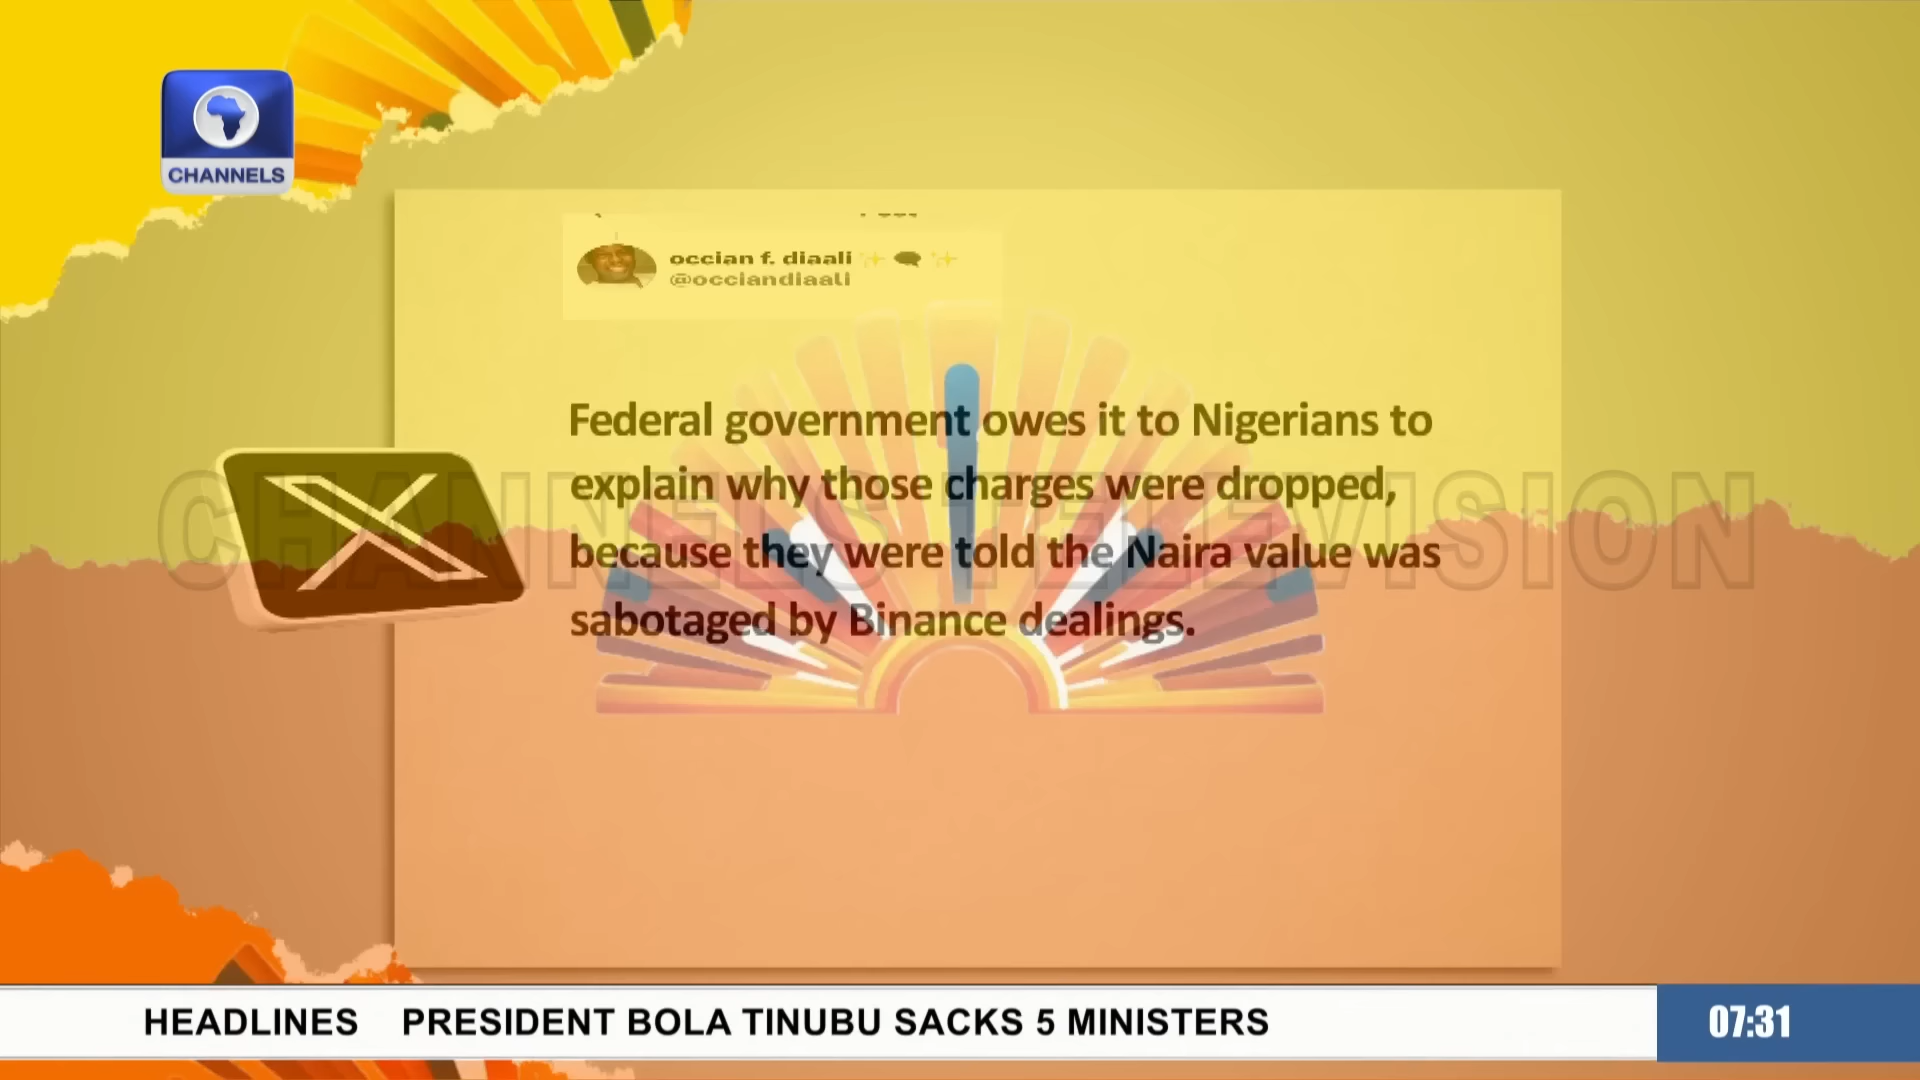 CHANNELS
occian f. diaali
@occiandiaali
Federal government owes it to Nigerians to
explain why those charges were dropped,
because they were told the Naira value was
sabotaged by Binance dealings.
CHANNELS TELEVISION
HEADLINES PRESIDENT BOLA TINUBU SACKS 5 MINISTERS
07:31